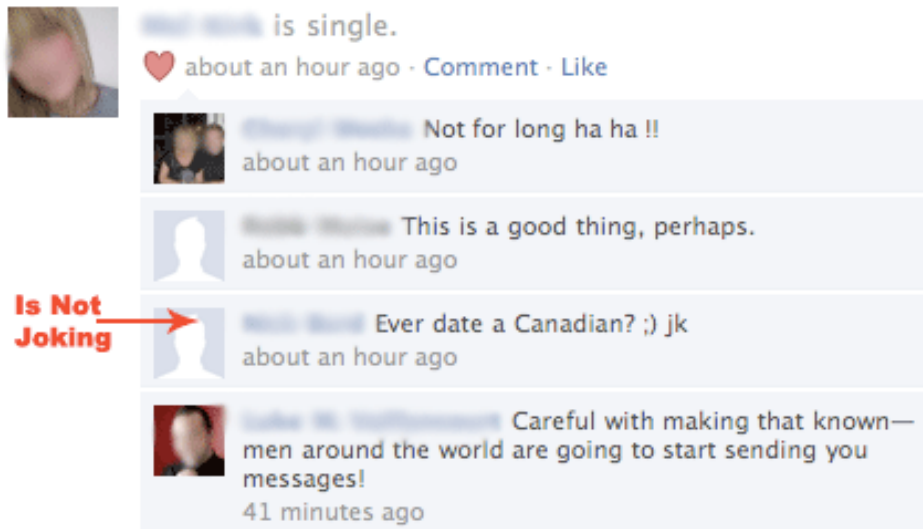 is single.
about an hour ago · Comment · Like
Not for long ha ha !!
about an hour ago
This is a good thing, perhaps.
about an hour ago
Is Not
Joking
Ever date a Canadian? ;) jk
about an hour ago
Careful with making that known—
men around the world are going to start sending you
messages!
41 minutes ago